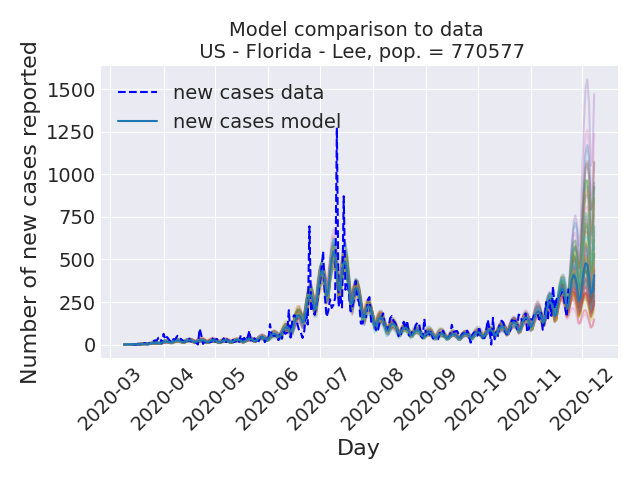 Model comparison to data
US - Florida - Lee, pop. = 770577
new cases data
new cases model
Number of new cases reported
1500
1250
1000
750
500
250
0
2020-03
2020-04
2020-05
2020-06
2020-07
2020-08
2020-09
2020-10
2020-11
2020-12
Day